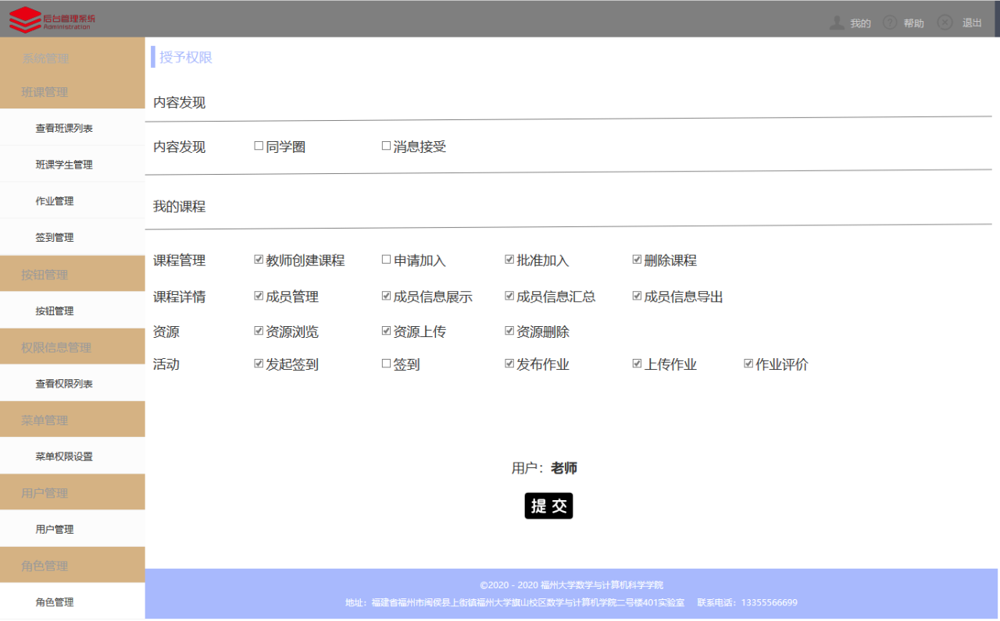 后台管理系统
Administration
我的 帮助 退出
系统管理
班课管理
查看班课列表
班课学生管理
作业管理
签到管理
按钮管理
按钮管理
权限信息管理
查看权限列表
菜单管理
菜单权限设置
用户管理
用户管理
角色管理
角色管理
授予权限
内容发现
内容发现 同学圈 消息接受
我的课程
课程管理 教师创建课程 申请加入 批准加入 删除课程
课程详情 成员管理 成员信息展示 成员信息汇总 成员信息导出
资源 资源浏览 资源上传 资源删除
活动 发起签到 签到 发布作业 上传作业 作业评价
用户：老师
提交
©2020 - 2020 福州大学数学与计算机科学学院
地址：福建省福州市闽侯县上街镇福州大学旗山校区数学与计算机学院二号楼401实验室 联系电话：13355566699